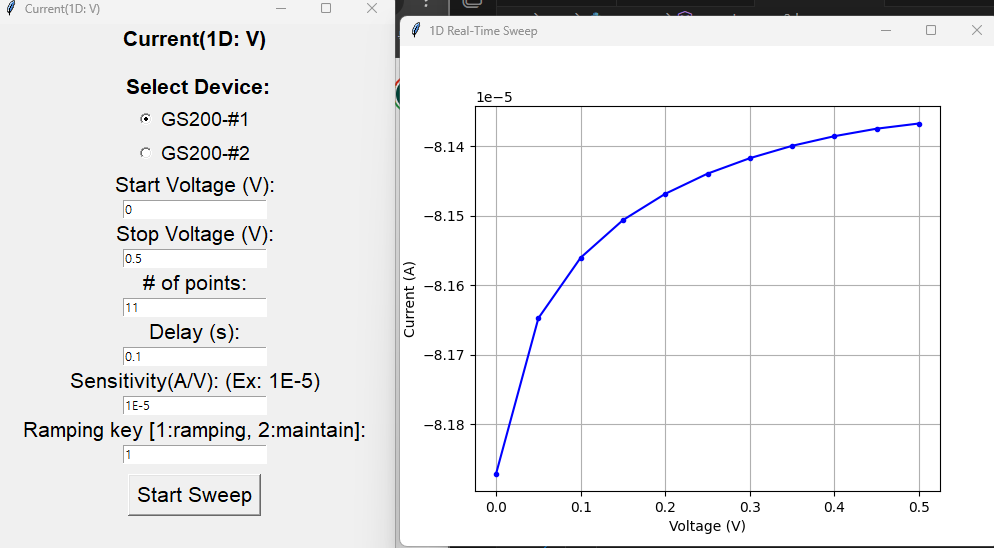 Current(1D: V)
Current(1D: V)
Select Device:
GS200-#1
GS200-#2
Start Voltage (V):
0
Stop Voltage (V):
0.5
# of points:
11
Delay (s):
0.1
Sensitivity(A/V): (Ex: 1E-5)
1E-5
Ramping key [1:ramping, 2:maintain]:
1
Start Sweep
1D Real-Time Sweep
1e−5
−8.14
−8.15
−8.16
−8.17
−8.18
Current (A)
0.0 0.1 0.2 0.3 0.4 0.5
Voltage (V)